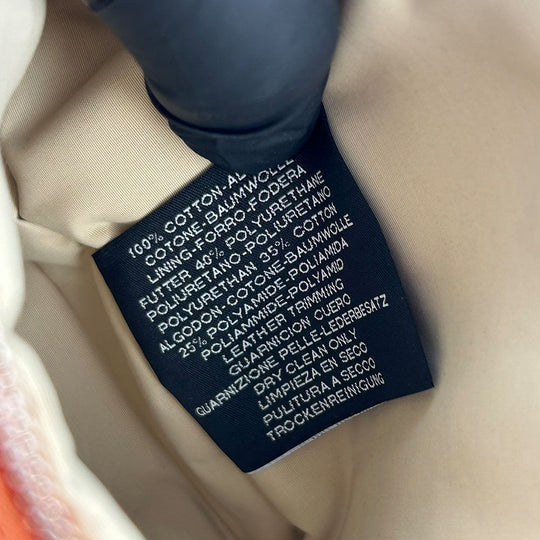 100% COTTON-AL
COTONE-BAUMWOLLE
LINING-FORRO-FODERA
FUTTER 40% POLYURETHANE
POLIURETANO POLIURETANO
POLYURETHAN 35% COTTON
ALGODON-COTONE-BAUMWOLLE
25% POLYAMIDE-POLIAMIDA
POLIAMMIDE-POLYAMID
LEATHER TRIMMING
GUARNICION CUERO
GUARNIZIONE PELLE-LEDERBESATZ
DRY CLEAN ONLY
LIMPIEZA EN SECO
PULITURA A SECCO
TROCKENREINIGUNG